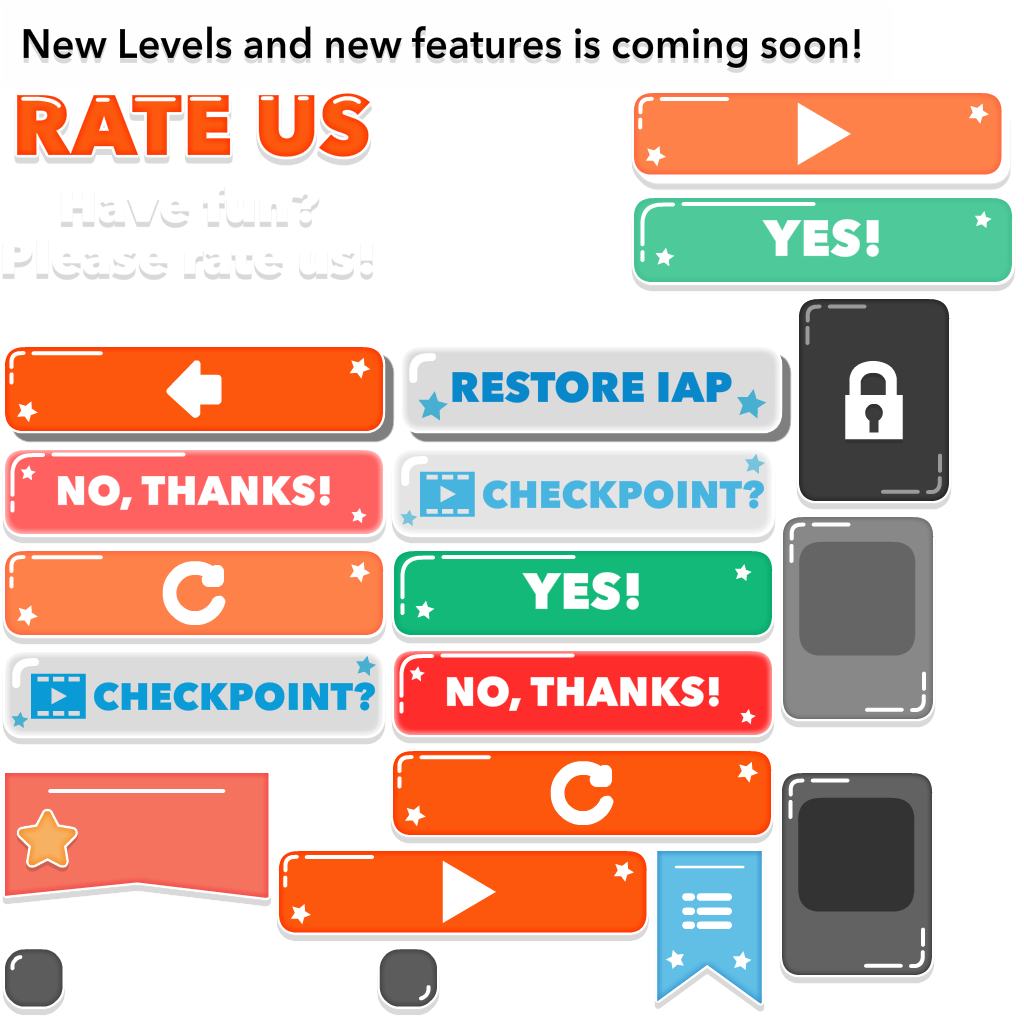 New Levels and new features is coming soon!
RATE US
Have fun?
Please rate us!
YES!
RESTORE IAP
NO, THANKS!
CHECKPOINT?
YES!
CHECKPOINT?
NO, THANKS!